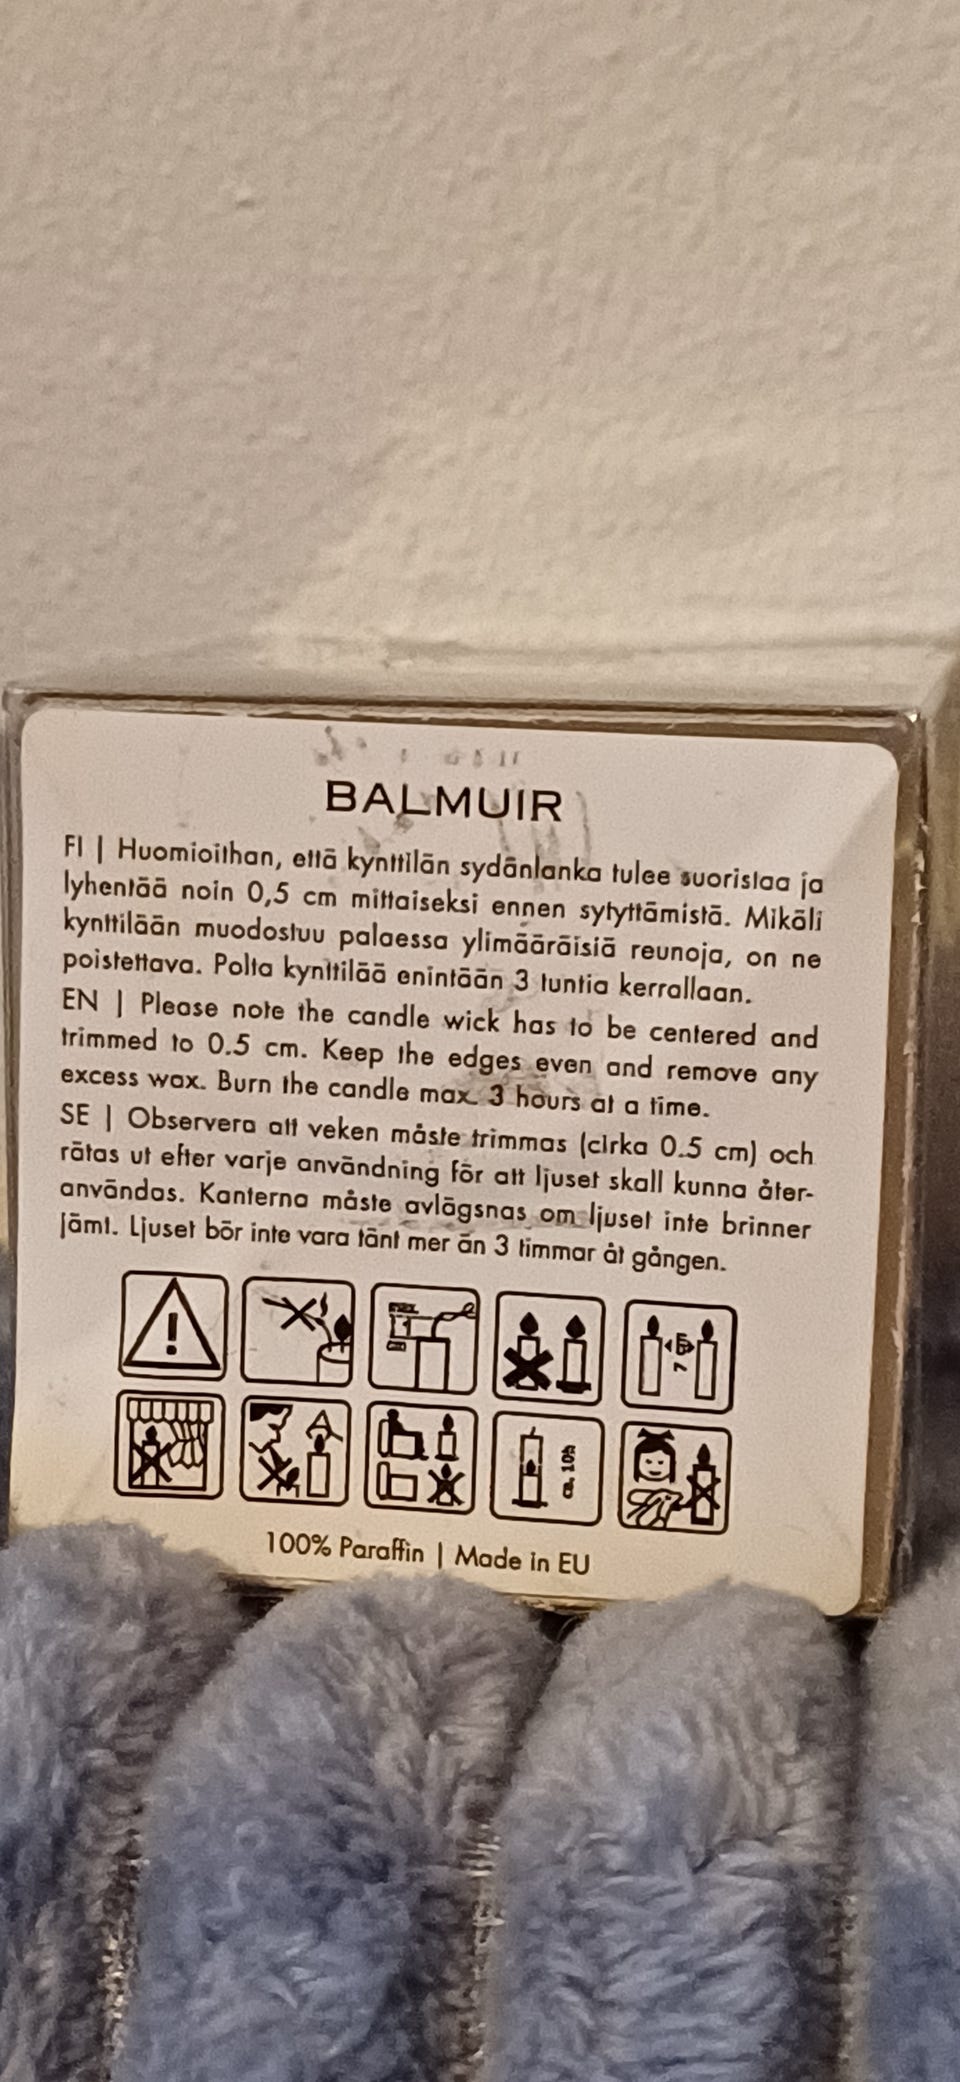 BALMUIR
FI | Huomioithan, että kynttilän sydänlanka tulee suoristaa ja
lyhentää noin 0,5 cm mittaiseksi ennen sytyttämistä. Mikäli
kynttilään muodostuu palaessa ylimääräisiä reunoja, on ne
poistettava. Polta kynttilää enintään 3 tuntia kerrallaan.
EN | Please note the candle wick has to be centered and
trimmed to 0.5 cm. Keep the edges even and remove any
excess wax. Burn the candle max. 3 hours at a time.
SE | Observera att veken måste trimmas (cirka 0.5 cm) och
rätas ut efter varje användning för att ljuset skall kunna åter-
användas. Kanterna måste avlägsnas om ljuset inte brinner
jämt. Ljuset bör inte vara tänt mer än 3 timmar åt gången.
max.
1
cm
100% Paraffin | Made in EU